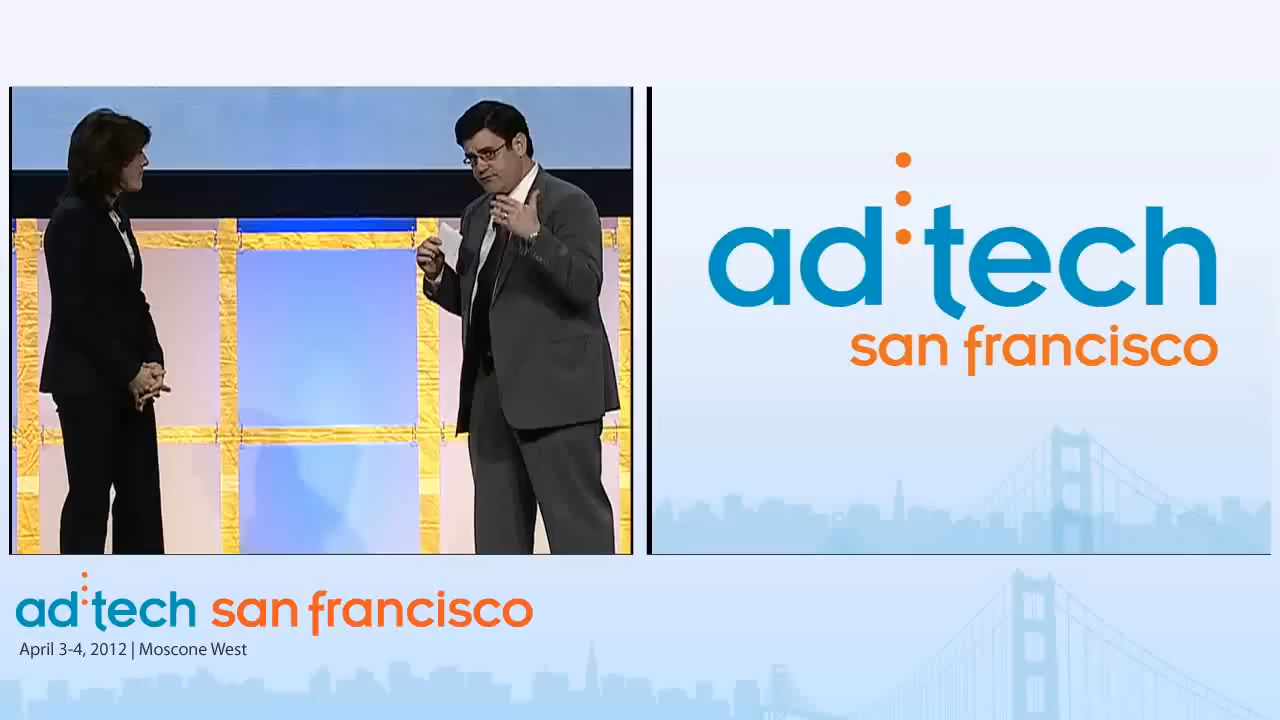 ad:tech
san francisco
ad:tech san francisco
April 3-4, 2012 | Moscone West